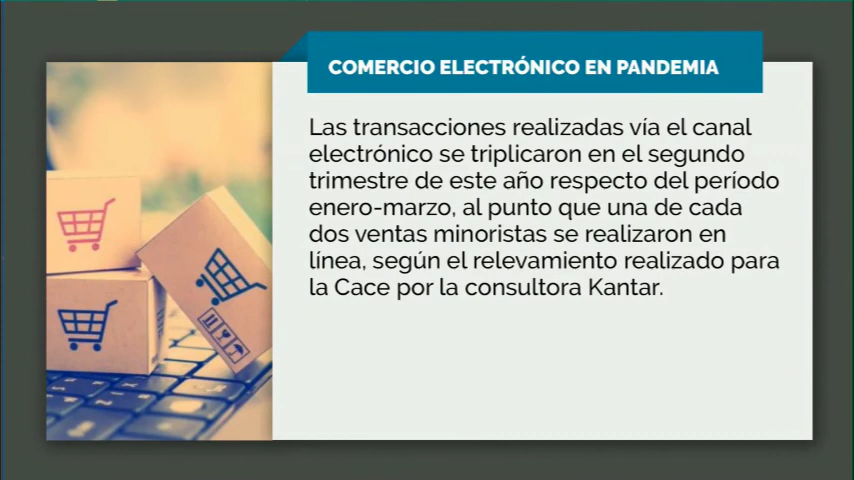 COMERCIO ELECTRÓNICO EN PANDEMIA
Las transacciones realizadas vía el canal
electrónico se triplicaron en el segundo
trimestre de este año respecto del período
enero-marzo, al punto que una de cada
dos ventas minoristas se realizaron en
línea, según el relevamiento realizado para
la Cace por la consultora Kantar.